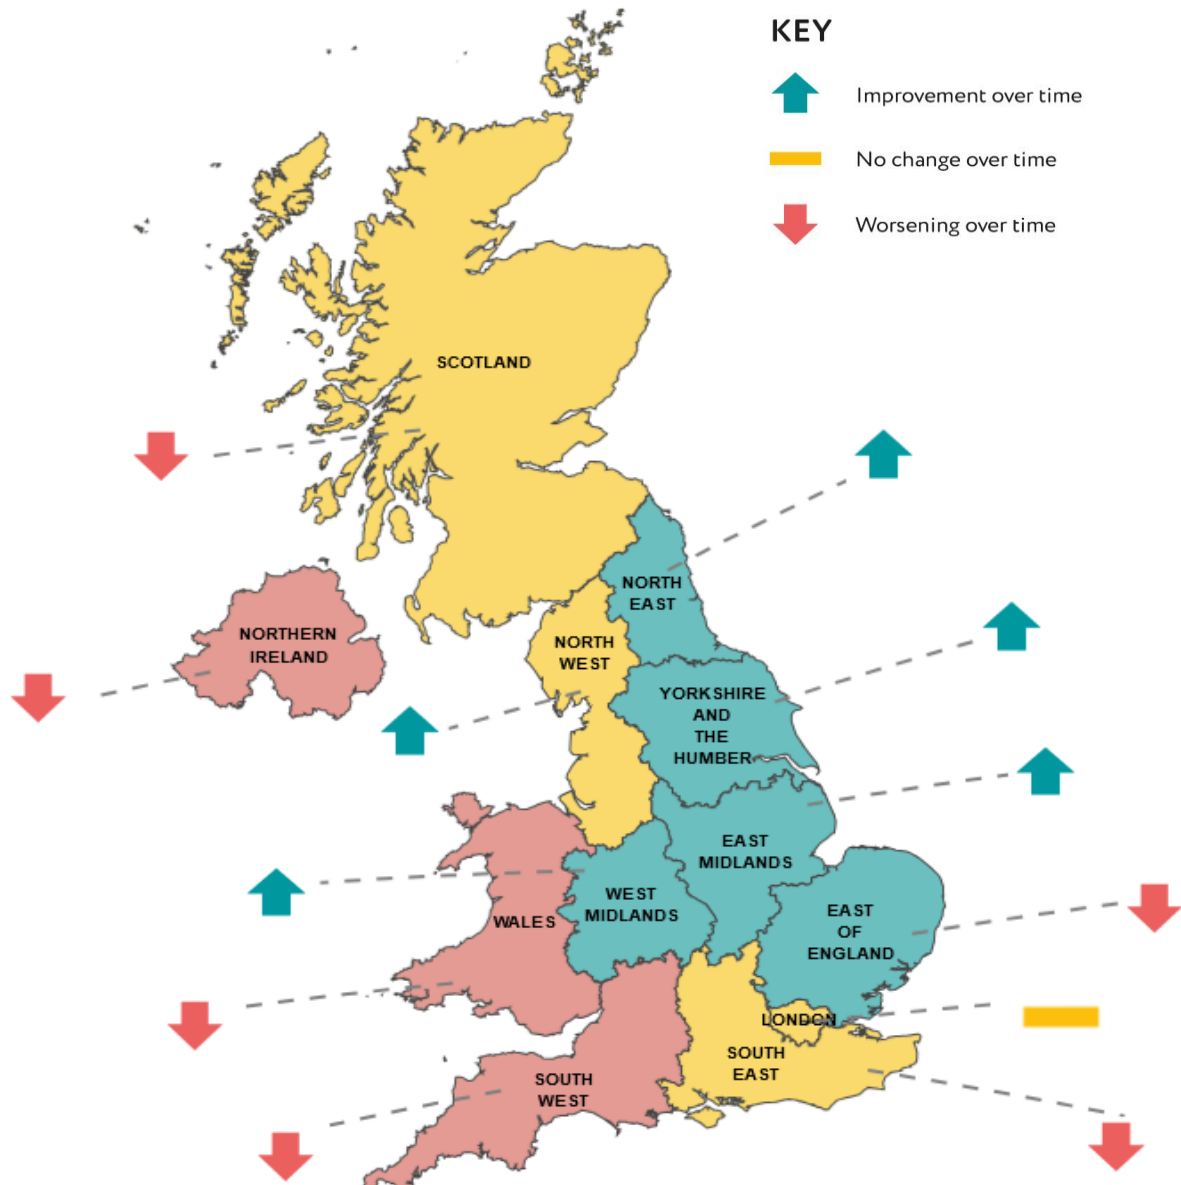 KEY
Improvement over time
No change over time
Worsening over time
SCOTLAND
NORTH
EAST
NORTHERN
IRELAND
NORTH
WEST
YORKSHIRE
AND
THE
HUMBER
EAST
MIDLANDS
WEST
MIDLANDS
WALES
EAST
OF
ENGLAND
LONDON
SOUTH
EAST
SOUTH
WEST